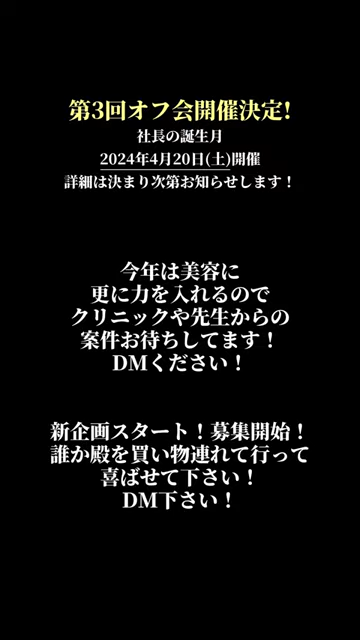 第3回オフ会開催決定!
社長の誕生月
2024年4月20日(土)開催
詳細は決まり次第お知らせします！
今年は美容に
更に力を入れるので
クリニックや先生からの
案件お待ちしてます！
DMください！
新企画スタート！募集開始！
誰か殿を買い物連れて行って
喜ばせて下さい！
DM下さい！